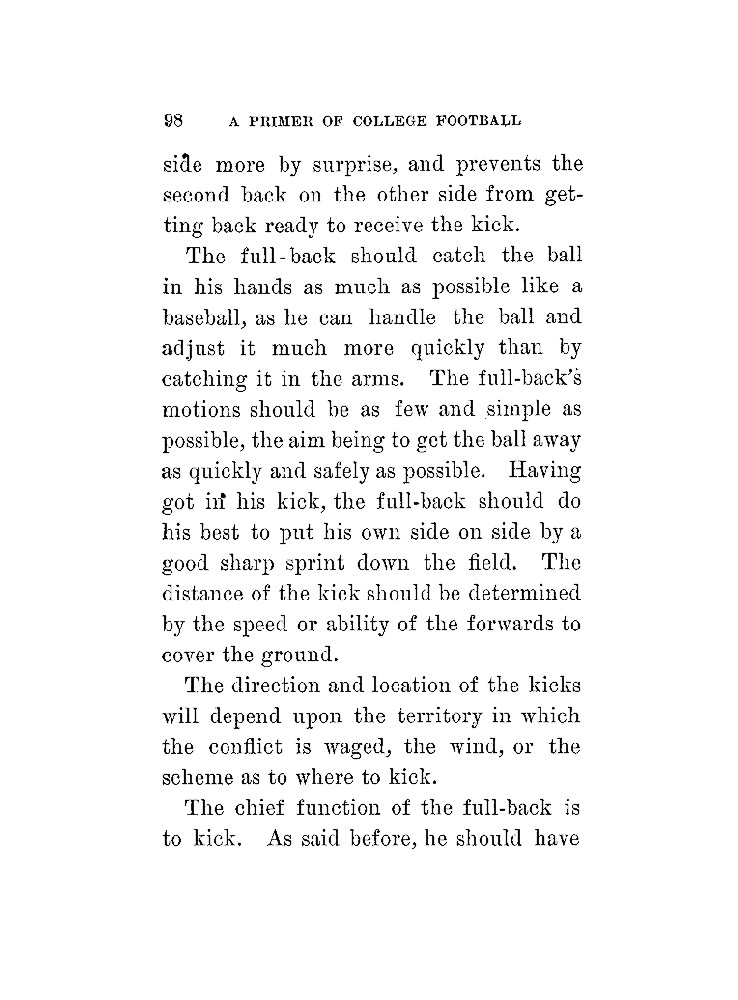 98 A PRIMER OF COLLEGE FOOTBALL
side more by surprise, and prevents the
second back on the other side from get-
ting back ready to receive the kick.
The full-back should catch the ball
in his hands as much as possible like a
baseball, as he can handle the ball and
adjust it much more quickly than by
catching it in the arms. The full-back's
motions should be as few and simple as
possible, the aim being to get the ball away
as quickly and safely as possible. Having
got in his kick, the full-back should do
his best to put his own side on side by a
good sharp sprint down the field. The
distance of the kick should be determined
by the speed or ability of the forwards to
cover the ground.
The direction and location of the kicks
will depend upon the territory in which
the conflict is waged, the wind, or the
scheme as to where to kick.
The chief function of the full-back is
to kick. As said before, he should have